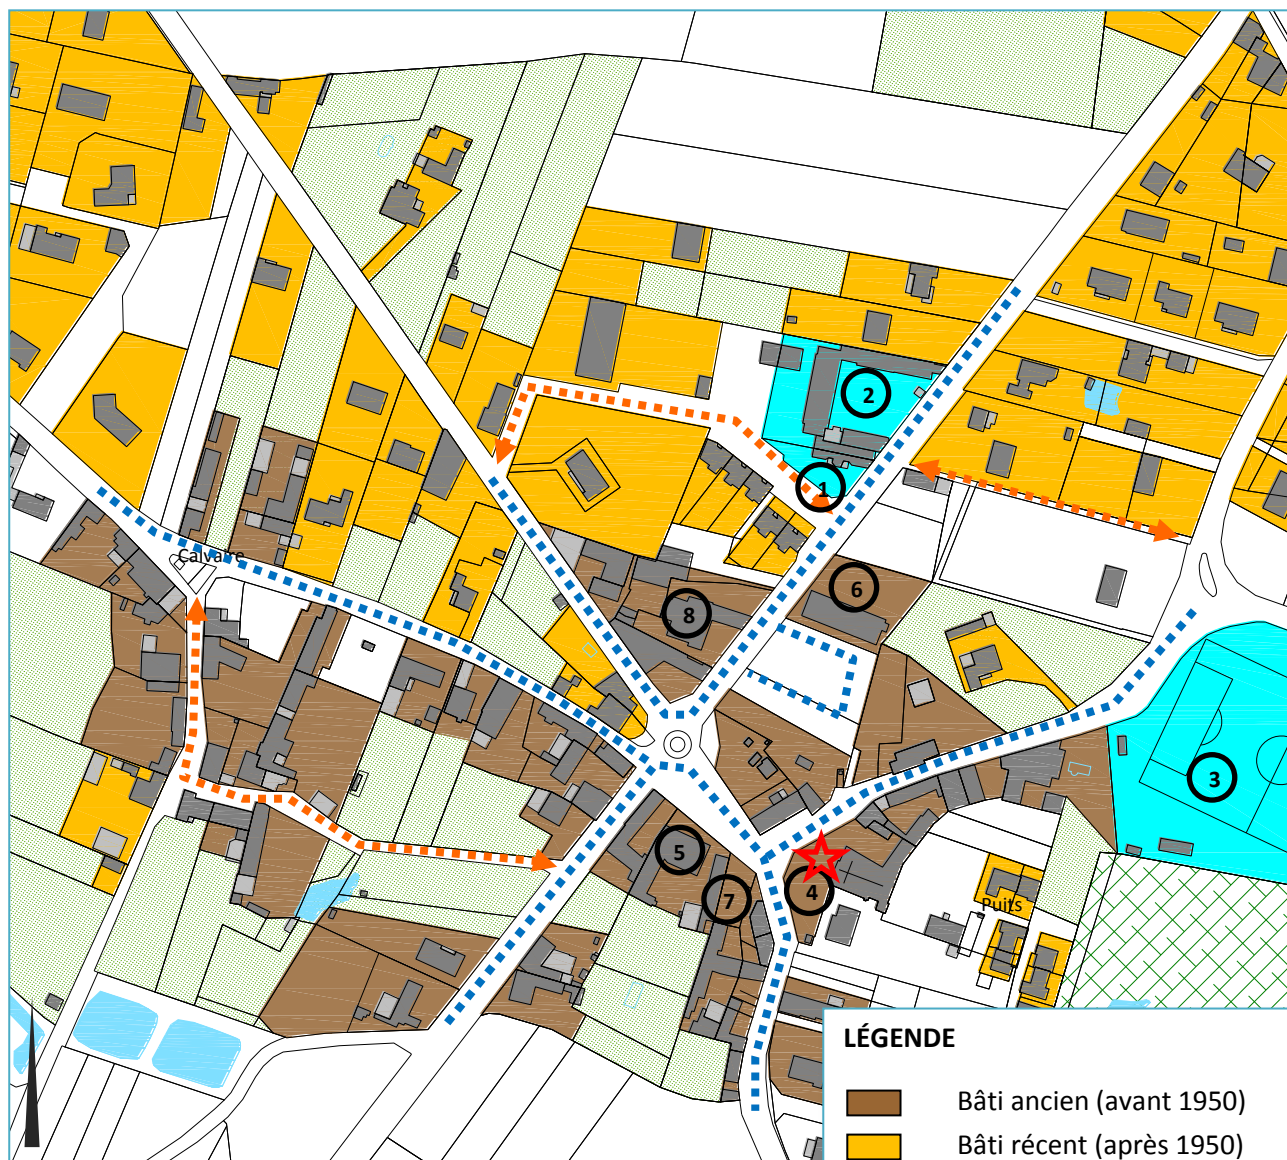 2
1
Calvaire
6
8
3
5
4
7
Puits
LÉGENDE
Bâti ancien (avant 1950)
Bâti récent (après 1950)